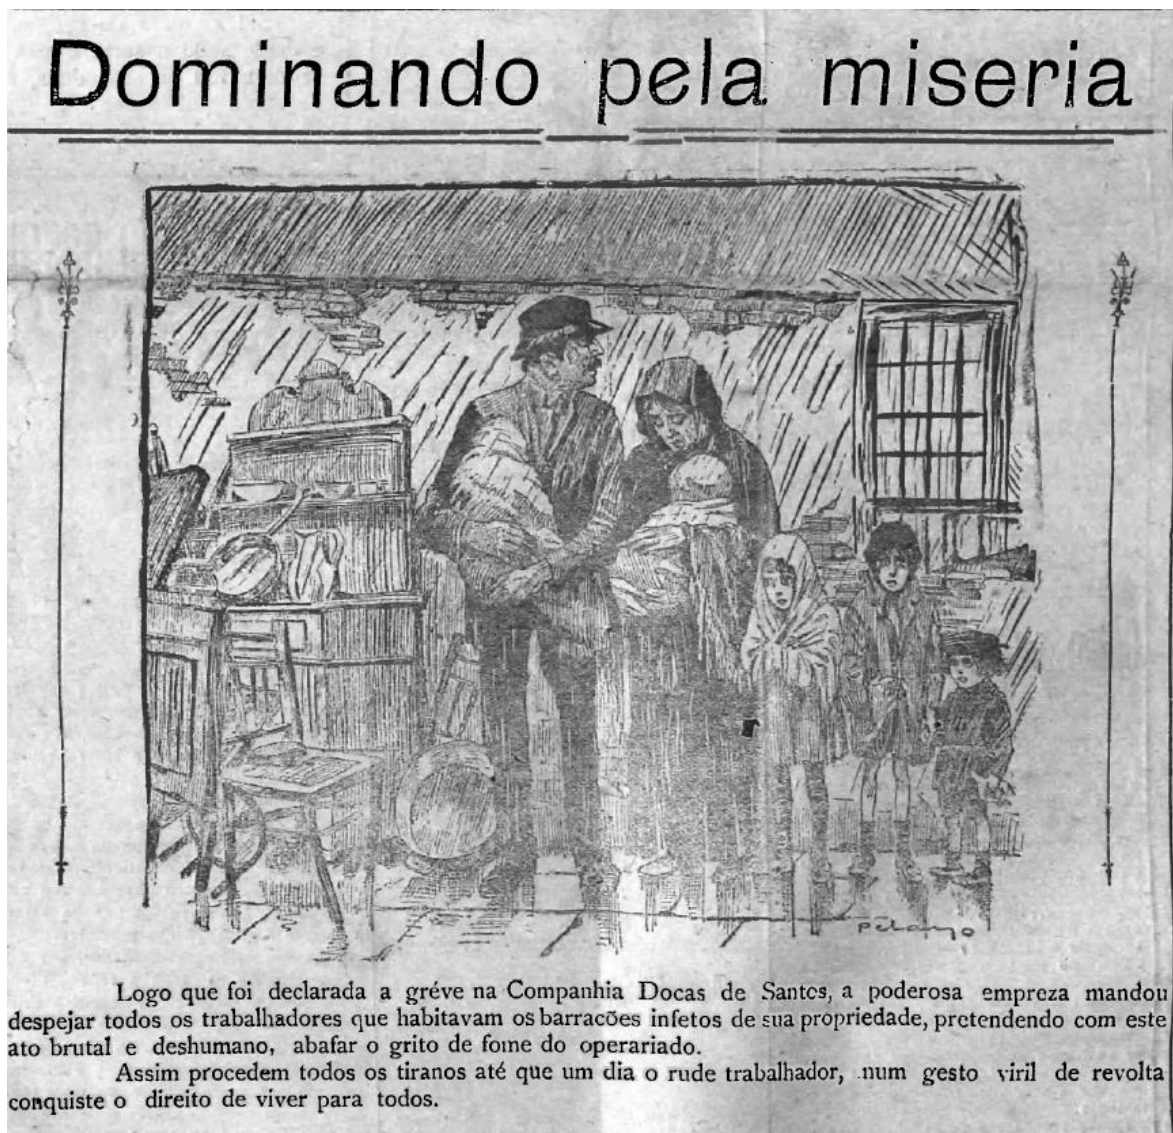 Dominando pela miseria
Pelayo
Logo que foi declarada a gréve na Companhia Docas de Santos, a poderosa empreza mandou
despejar todos os trabalhadores que habitavam os barracões infetos de sua propriedade, pretendendo com este
ato brutal e deshumano, abafar o grito de fome do operariado.
Assim procedem todos os tiranos até que um dia o rude trabalhador, num gesto viril de revolta
conquiste o direito de viver para todos.